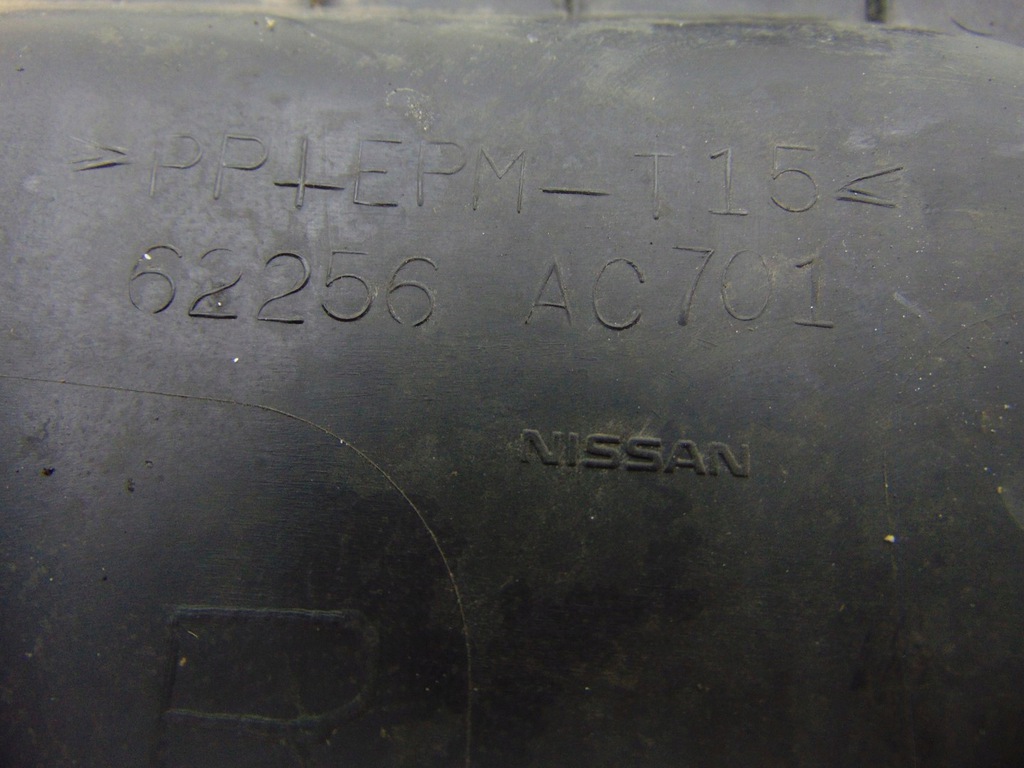 >PP+EPM-T15<
62256 AC701
NISSAN